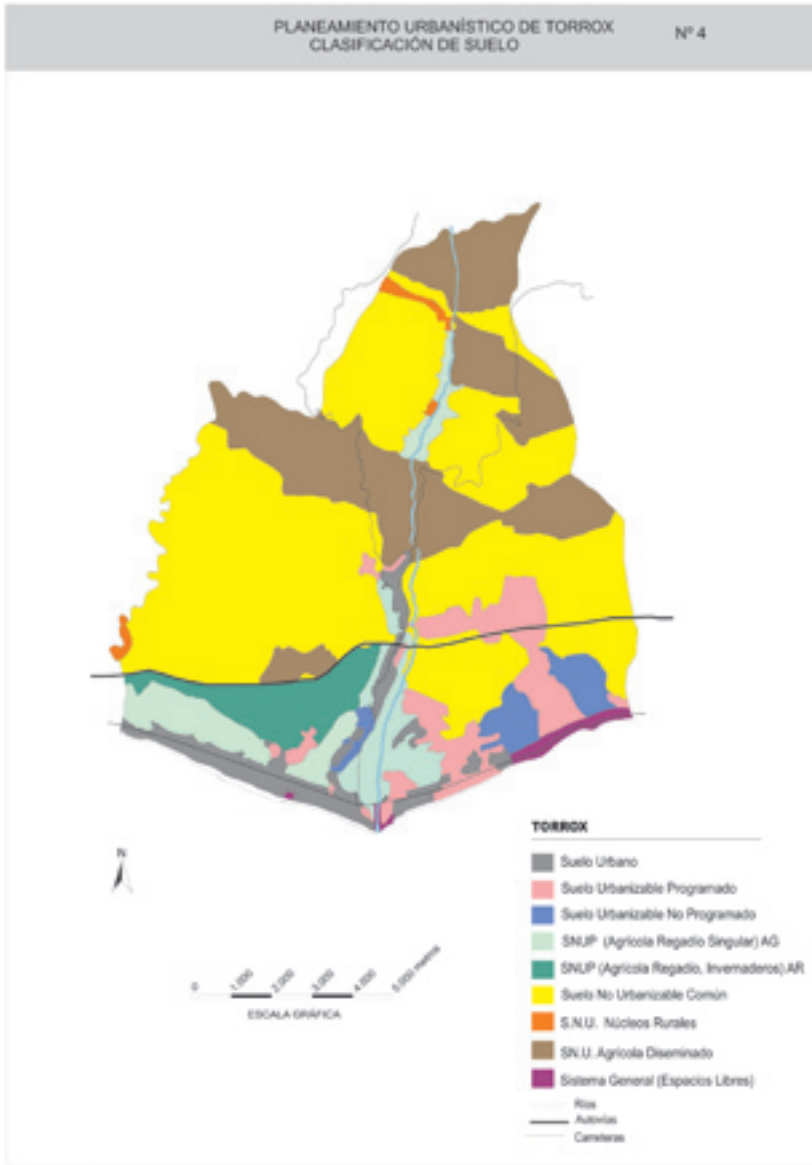 PLANEAMIENTO URBANÍSTICO DE TORROX
CLASIFICACIÓN DE SUELO
Nº 4
N
0 1.000 2.000 3.000 4.000 5.000 metros
ESCALA GRÁFICA
TORROX
Suelo Urbano
Suelo Urbanizable Programado
Suelo Urbanizable No Programado
SNUP (Agrícola Regadío Singular) AG
SNUP (Agrícola Regadío, Invernaderos) AR
Suelo No Urbanizable Común
S.N.U. Núcleos Rurales
SN.U. Agrícola Diseminado
Sistema General (Espacios Libres)
Ríos
Autovías
Carreteras